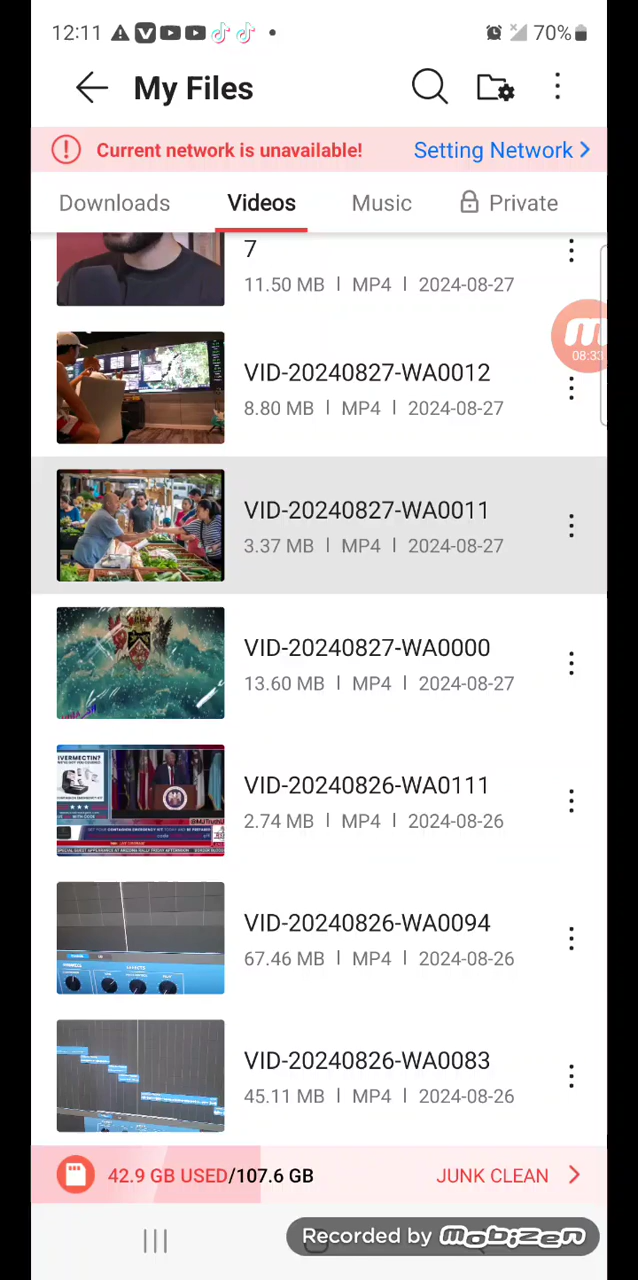 12:11
70%
My Files
Current network is unavailable! Setting Network >
Downloads Videos Music Private
7
11.50 MB | MP4 | 2024-08-27
08:33
VID-20240827-WA0012
8.80 MB | MP4 | 2024-08-27
VID-20240827-WA0011
3.37 MB | MP4 | 2024-08-27
VID-20240827-WA0000
13.60 MB | MP4 | 2024-08-27
IVERMECTIN?
@MJTruthU
VID-20240826-WA0111
2.74 MB | MP4 | 2024-08-26
VID-20240826-WA0094
67.46 MB | MP4 | 2024-08-26
VID-20240826-WA0083
45.11 MB | MP4 | 2024-08-26
42.9 GB USED/107.6 GB JUNK CLEAN >
Recorded by mobizen